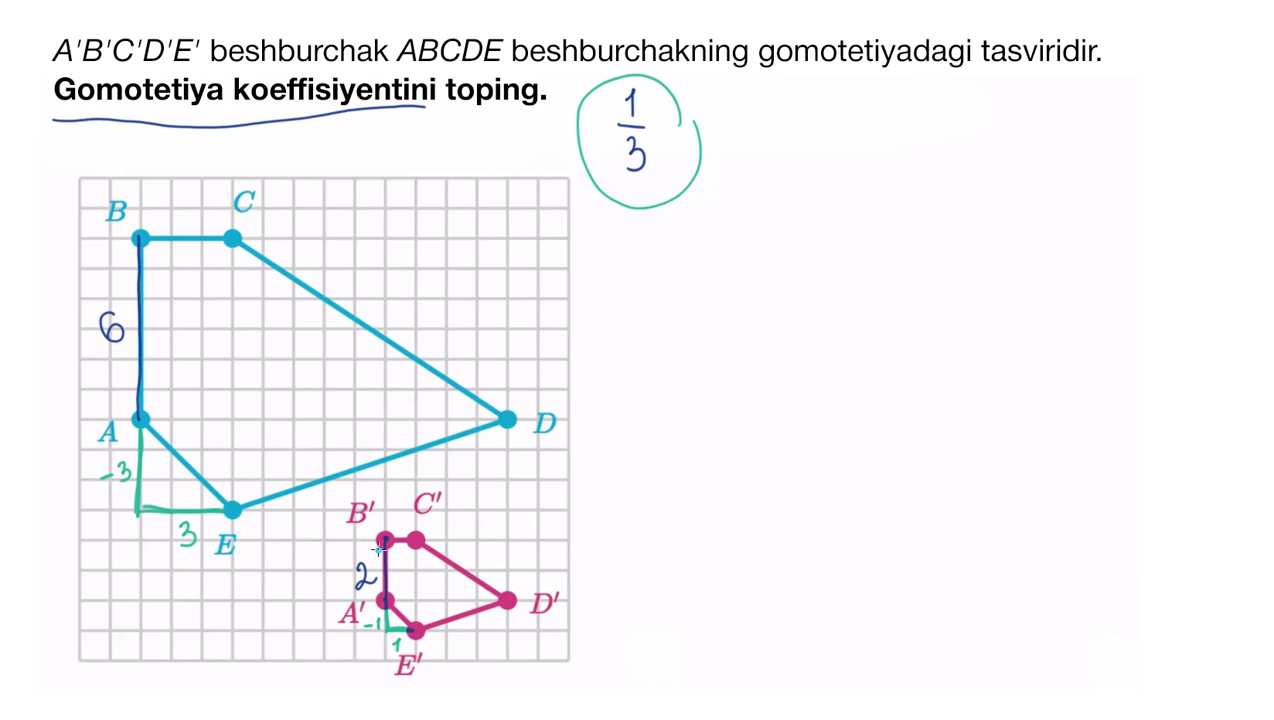 A'B'C'D'E' beshburchak ABCDE beshburchakning gomotetiyadagi tasviridir.
Gomotetiya koeffisiyentini toping.
1
3
B
C
6
A
D
-3
3
E
B'
C'
2
A'
D'
-1
1
E'